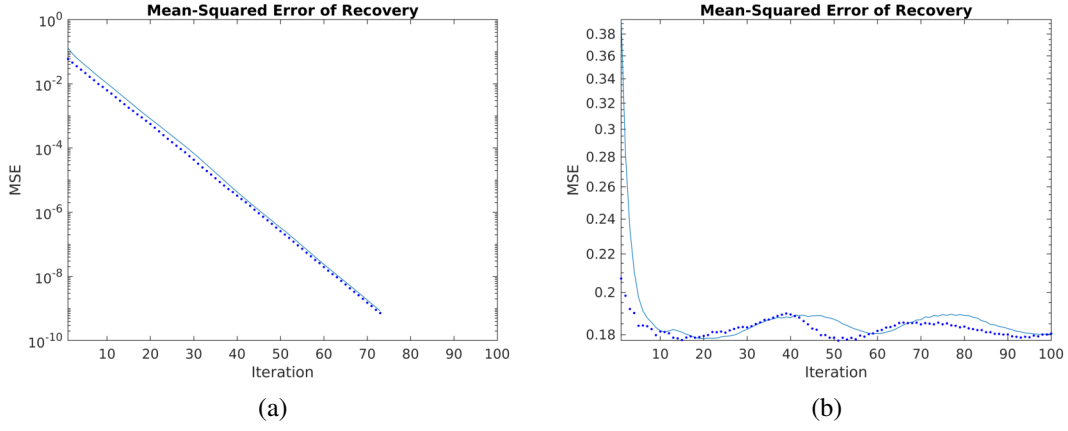 Mean-Squared Error of Recovery
10^0
10^-2
10^-4
10^-6
10^-8
10^-10
MSE
10 20 30 40 50 60 70 80 90 100
Iteration
(a)
Mean-Squared Error of Recovery
0.38
0.36
0.34
0.32
0.3
0.28
0.26
0.24
0.22
0.2
0.18
MSE
10 20 30 40 50 60 70 80 90 100
Iteration
(b)